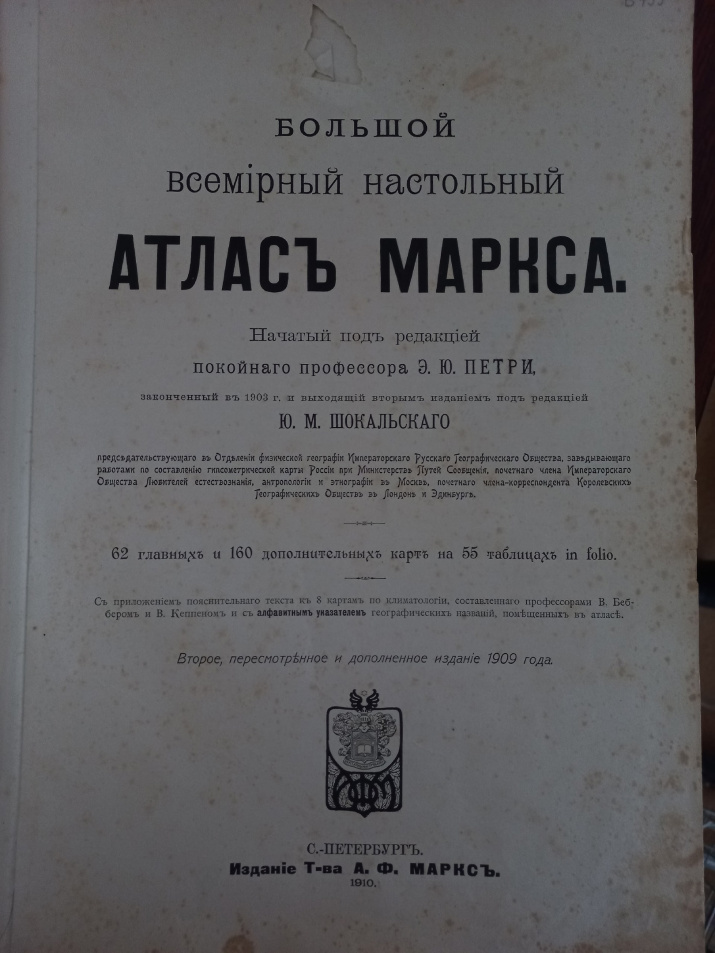 БОЛЬШОЙ
всемірный настольный
АТЛАСЪ МАРКСА.
Начатый подъ редакціей
покойнаго профессора Э. Ю. ПЕТРИ,
законченный въ 1903 г. и выходящій вторымъ изданіемъ подъ редакціей
Ю. М. ШОКАЛЬСКАГО
предсѣдательствующаго въ Отдѣленіи физической географіи Императорскаго Русскаго Географическаго Общества, завѣдывающаго
работами по составленію гипсометрической карты Россіи при Министерствѣ Путей Сообщенія, почетнаго члена Императорскаго
Общества Любителей естествознанія, антропологіи и этнографіи въ Москвѣ, почетнаго члена-корреспондента Королевскихъ
Географическихъ Обществъ въ Лондонѣ и Эдинбургѣ.
62 главныхъ и 160 дополнительныхъ картъ на 55 таблицахъ in folio.
Съ приложеніемъ пояснительнаго текста къ 8 картамъ по климатологіи, составленнаго профессорами В. Беб-
беромъ и В. Кеппеномъ и съ алфавитнымъ указателемъ географическихъ названій, помѣщенныхъ въ атласѣ.
Второе, пересмотрѣнное и дополненное изданіе 1909 года.
С.-ПЕТЕРБУРГЪ.
Изданіе Т-ва А. Ф. МАРКСЪ.
1910.